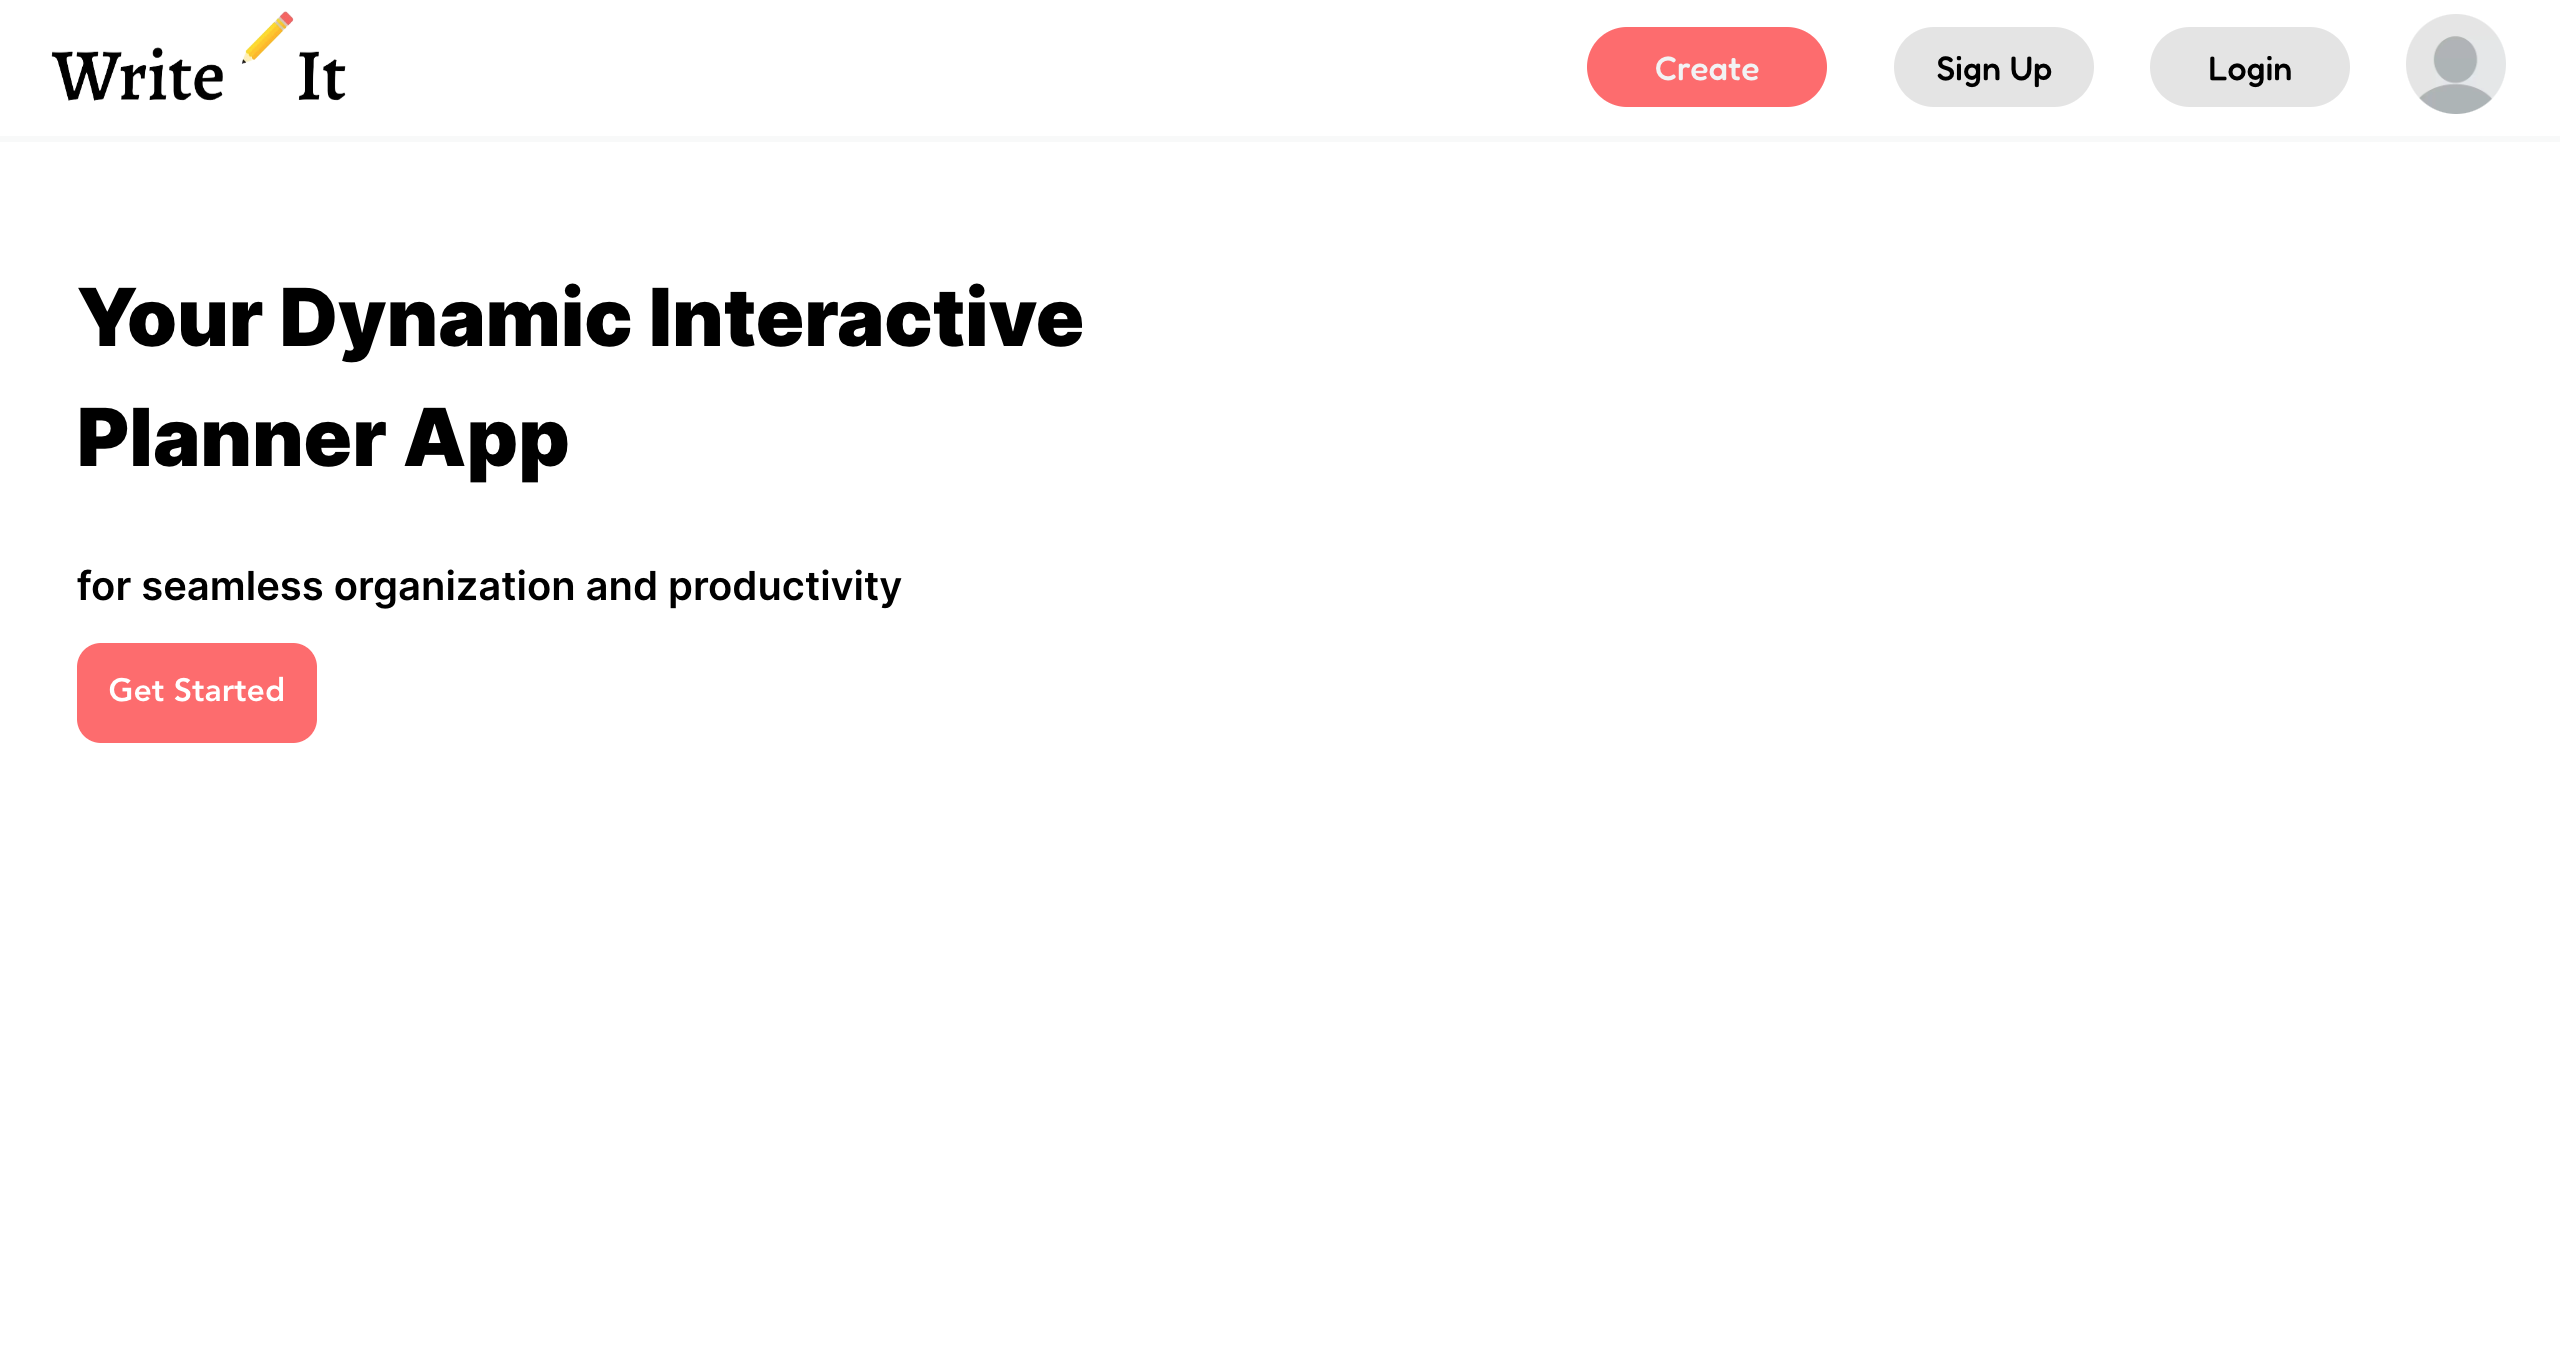 Write It
Create
Sign Up
Login
Your Dynamic Interactive
Planner App
for seamless organization and productivity
Get Started